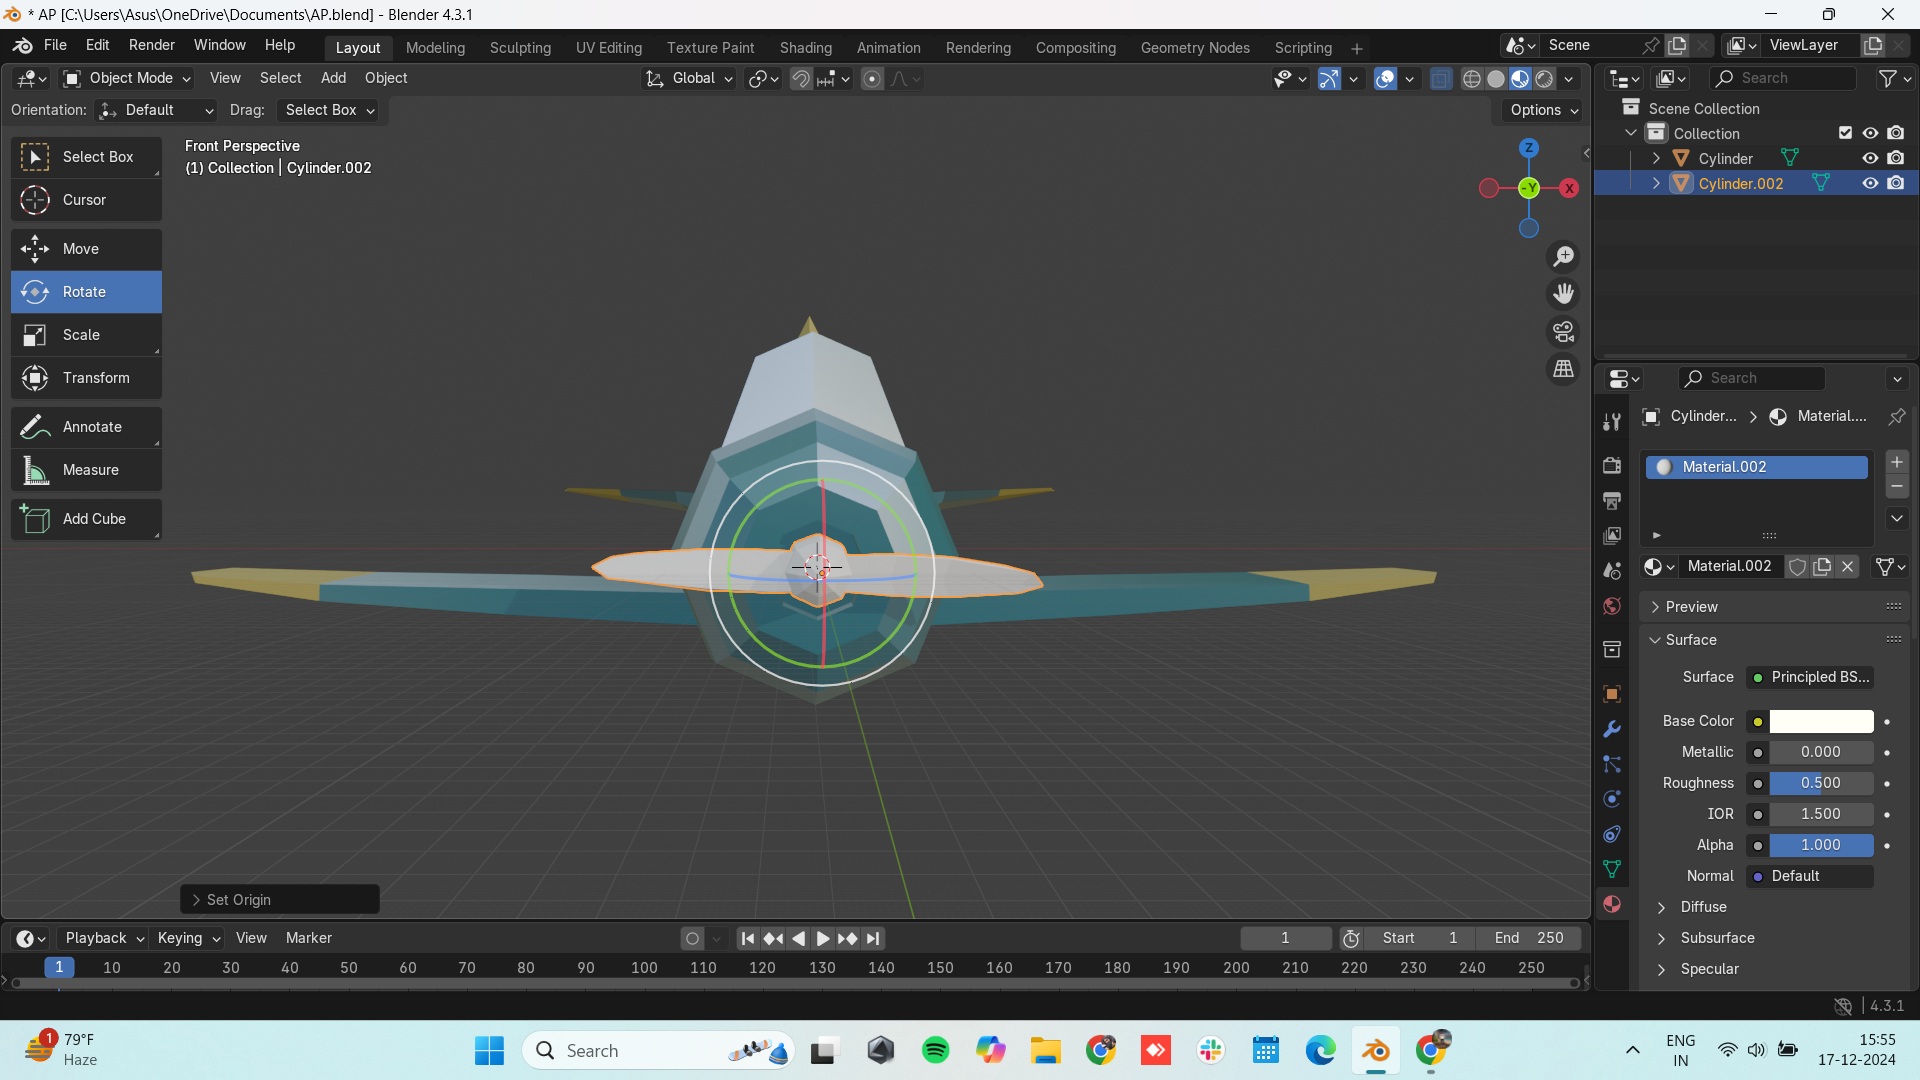 * AP [C:\Users\Asus\OneDrive\Documents\AP.blend] - Blender 4.3.1
File Edit Render Window Help Layout Modeling Sculpting UV Editing Texture Paint Shading Animation Rendering Compositing Geometry Nodes Scripting + Scene ViewLayer
Object Mode View Select Add Object Global Search
Orientation: Default Drag: Select Box Options
Scene Collection
Collection
Cylinder
Cylinder.002
Front Perspective
(1) Collection | Cylinder.002
Z
-Y
X
Select Box
Cursor
Move
Rotate
Scale
Transform
Annotate
Measure
Add Cube
Search
Cylinder... > Material....
Material.002
Material.002
Preview
Surface
Surface Principled BS...
Base Color
Metallic 0.000
Roughness 0.500
IOR 1.500
Alpha 1.000
Normal Default
Diffuse
Subsurface
Specular
Set Origin
Playback Keying View Marker 1 Start 1 End 250
1 10 20 30 40 50 60 70 80 90 100 110 120 130 140 150 160 170 180 190 200 210 220 230 240 250
4.3.1
1
79°F
Haze
Search
ENG
IN
15:55
17-12-2024